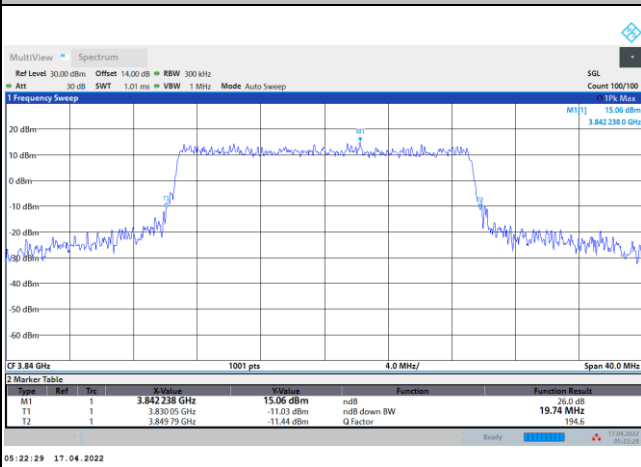 MultiView Spectrum
Ref Level 30.00 dBm Offset 14.00 dB RBW 300 kHz SGL
Att 30 dB SWT 1.01 ms VBW 1 MHz Mode Auto Sweep Count 100/100
1 Frequency Sweep 1Pk Max
M1[1] 15.06 dBm
3.842 238 0 GHz
20 dBm
M1
10 dBm
0 dBm
T1
T2
-10 dBm
-20 dBm
-30 dBm
-40 dBm
-50 dBm
-60 dBm
CF 3.84 GHz 1001 pts 4.0 MHz/ Span 40.0 MHz
2 Marker Table
Type Ref Trc X-Value Y-Value Function Function Result
M1 1 3.842 238 GHz 15.06 dBm ndB 26.0 dB
T1 1 3.830 05 GHz -11.03 dBm ndB down BW 19.74 MHz
T2 1 3.849 79 GHz -11.44 dBm Q Factor 194.6
Ready 17.04.2022
05:22:29
05:22:29 17.04.2022